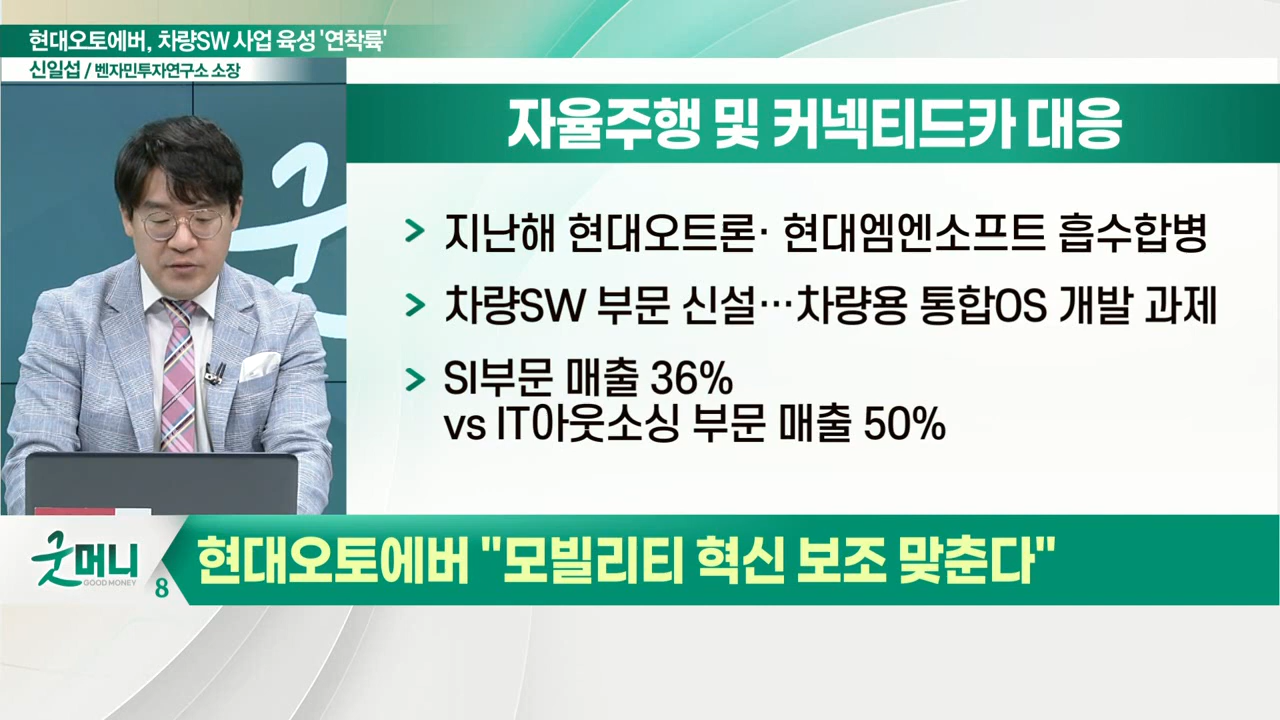 현대오토에버, 차량SW 사업 육성 '연착륙'
신일섭 / 벤자민투자연구소 소장
자율주행 및 커넥티드카 대응
> 지난해 현대오트론· 현대엠엔소프트 흡수합병
> 차량SW 부문 신설…차량용 통합OS 개발 과제
> SI부문 매출 36%
vs IT아웃소싱 부문 매출 50%
굿머니
GOOD MONEY
8
현대오토에버 "모빌리티 혁신 보조 맞춘다"